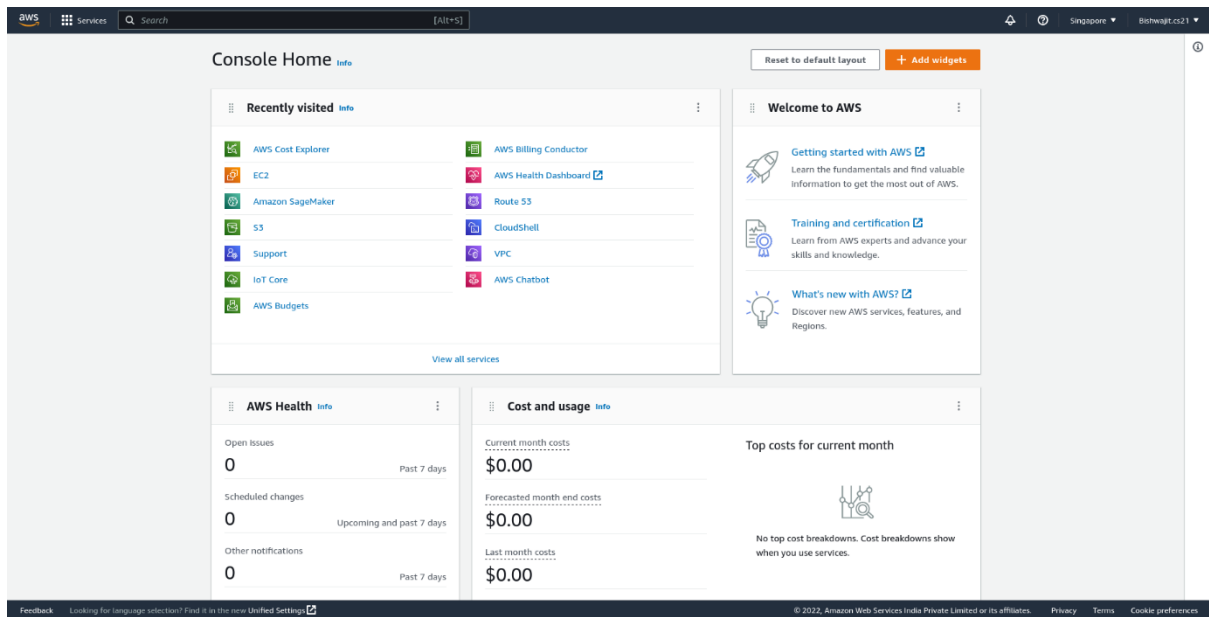 aws
Services
Search
[Alt+S]
Singapore ▼
Bishwajit.cs21 ▼
Console Home Info
Reset to default layout
+ Add widgets
Recently visited Info
AWS Cost Explorer
EC2
Amazon SageMaker
S3
Support
IoT Core
AWS Budgets
AWS Billing Conductor
AWS Health Dashboard
Route 53
CloudShell
VPC
AWS Chatbot
View all services
Welcome to AWS
Getting started with AWS
Learn the fundamentals and find valuable
information to get the most out of AWS.
Training and certification
Learn from AWS experts and advance your
skills and knowledge.
What's new with AWS?
Discover new AWS services, features, and
Regions.
AWS Health Info
Open issues
0
Past 7 days
Scheduled changes
0
Upcoming and past 7 days
Other notifications
0
Past 7 days
Cost and usage Info
Current month costs
$0.00
Forecasted month end costs
$0.00
Last month costs
$0.00
Top costs for current month
No top cost breakdowns. Cost breakdowns show
when you use services.
Feedback
Looking for language selection? Find it in the new Unified Settings
© 2022, Amazon Web Services India Private Limited or its affiliates.
Privacy
Terms
Cookie preferences